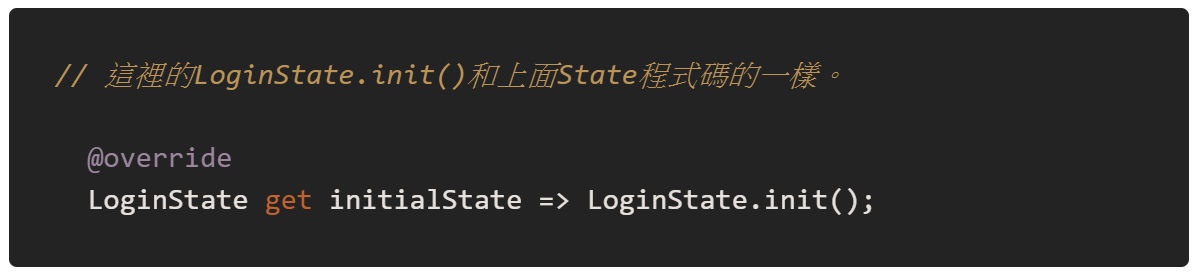 // 這裡的LoginState.init()和上面State程式碼的一樣。
@override
LoginState get initialState => LoginState.init();